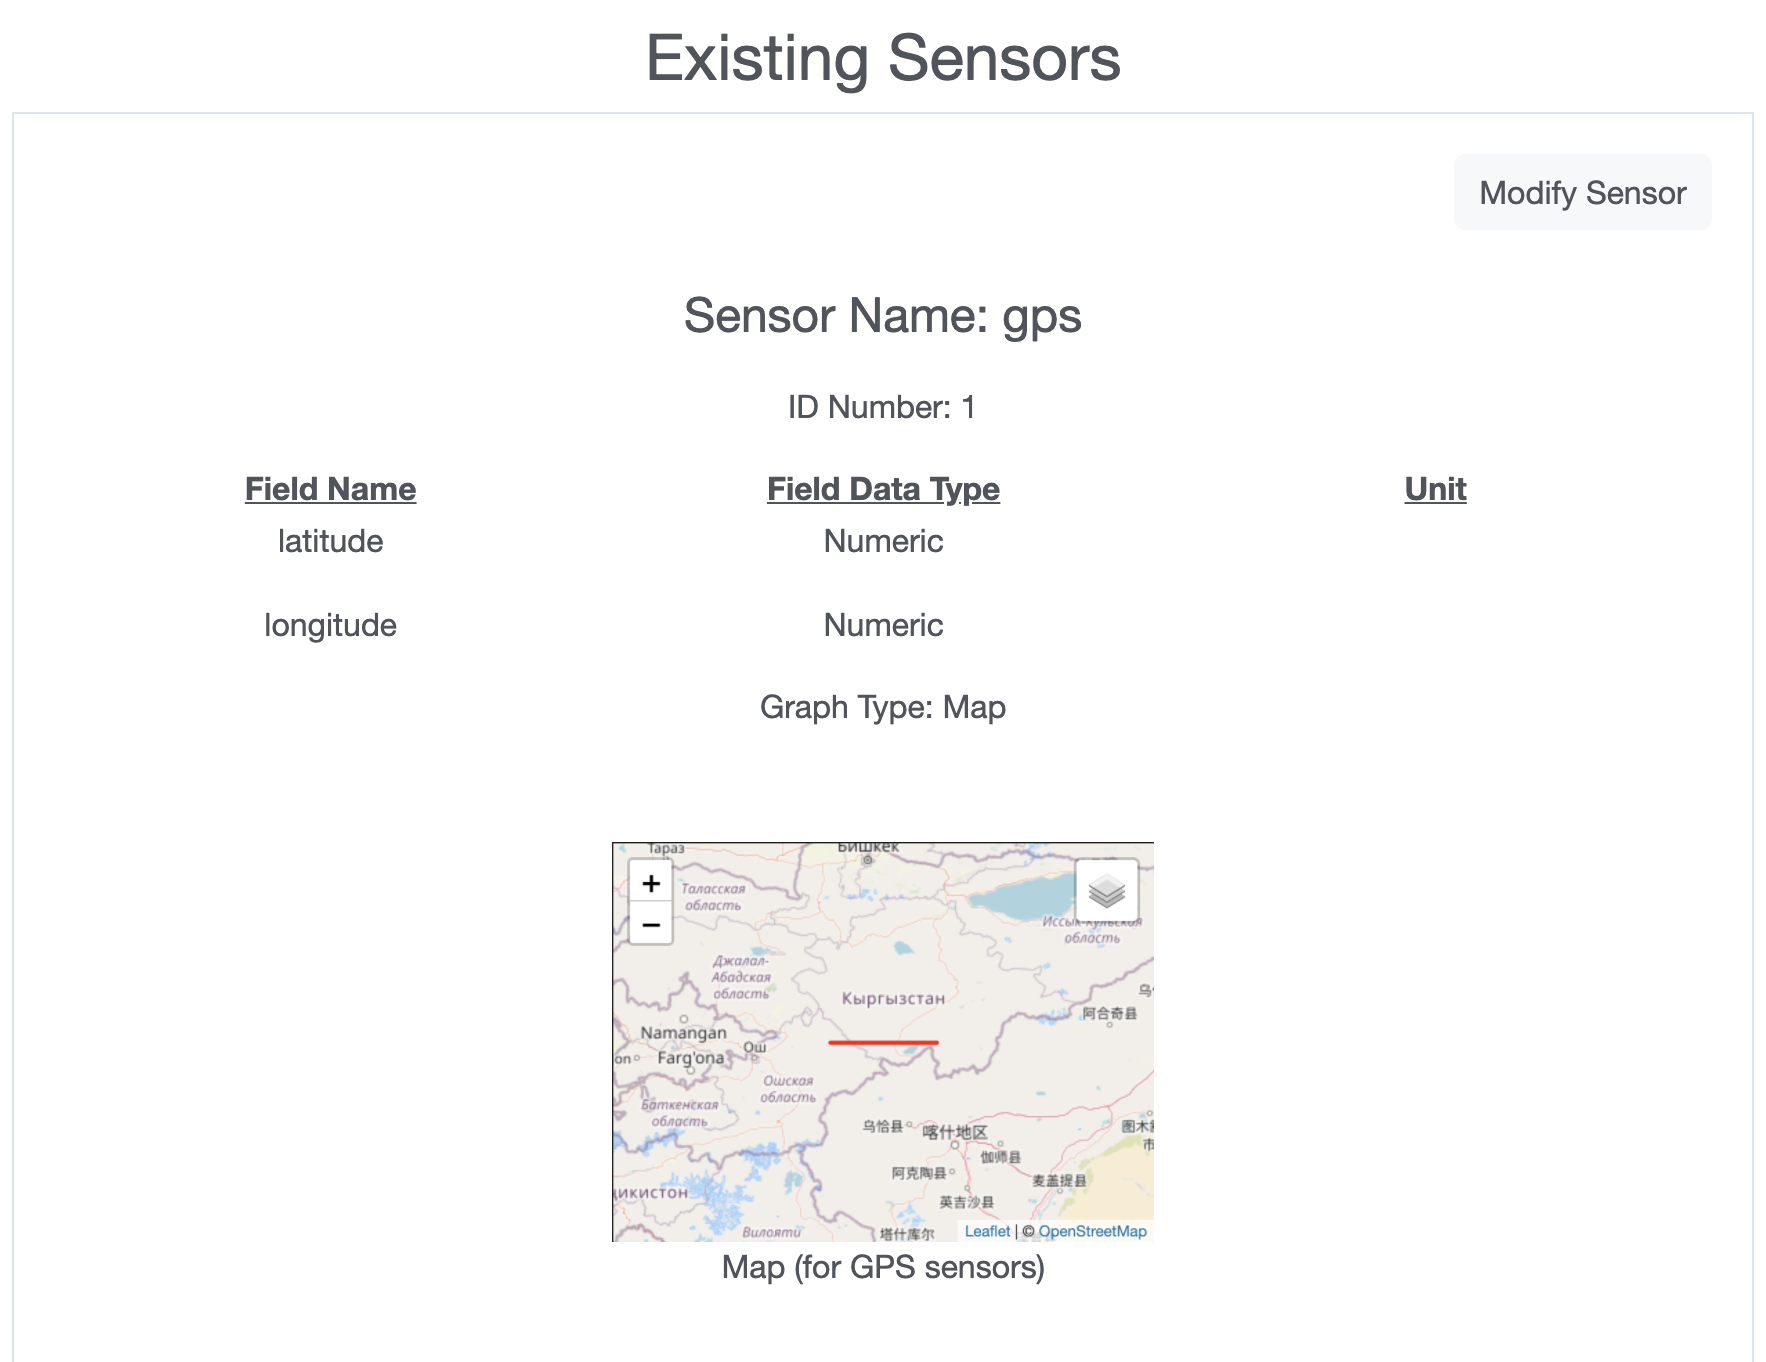 Existing Sensors
Modify Sensor
Sensor Name: gps
ID Number: 1
Field Name Field Data Type Unit
latitude Numeric
longitude Numeric
Graph Type: Map
Тараз
Бишкек
+
−
Таласская
область
Иссык-Кульская
область
Джалал-
Абадская
область
Кыргызстан
阿合奇县
Namangan
Ош
Farg'ona
Ошская
область
Баткенская
область
乌恰县
喀什地区
伽师县
阿克陶县
麦盖提县
英吉沙县
Вилояти
塔什库尔
Leaflet | © OpenStreetMap
Map (for GPS sensors)